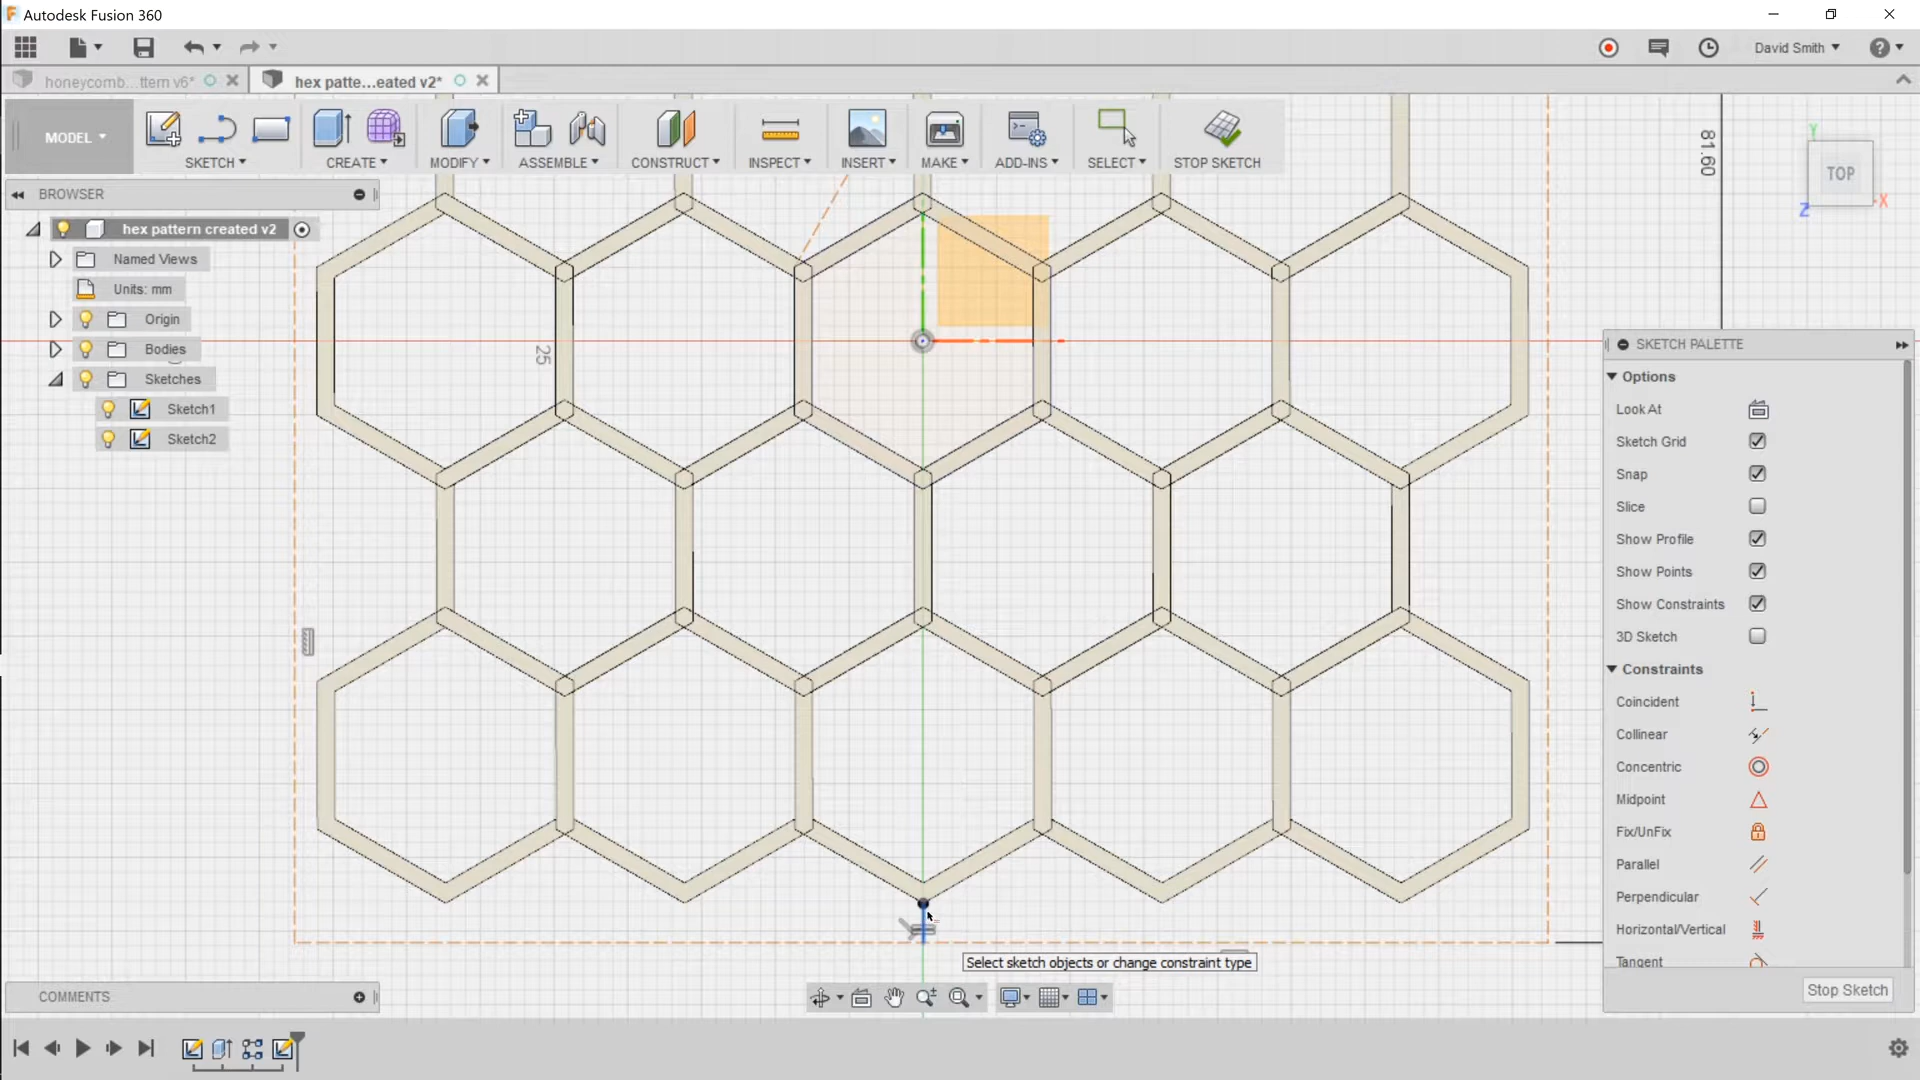 Autodesk Fusion 360
David Smith
honeycomb...ttern v6*
hex patte...eated v2*
MODEL
SKETCH
CREATE
MODIFY
ASSEMBLE
CONSTRUCT
INSPECT
INSERT
MAKE
ADD-INS
SELECT
STOP SKETCH
81.60
Y
TOP
X
Z
BROWSER
hex pattern created v2
Named Views
Units: mm
Origin
Bodies
Sketches
Sketch1
Sketch2
25
SKETCH PALETTE
Options
Look At
Sketch Grid
Snap
Slice
Show Profile
Show Points
Show Constraints
3D Sketch
Constraints
Coincident
Collinear
Concentric
Midpoint
Fix/UnFix
Parallel
Perpendicular
Horizontal/Vertical
Tangent
Select sketch objects or change constraint type
Stop Sketch
COMMENTS